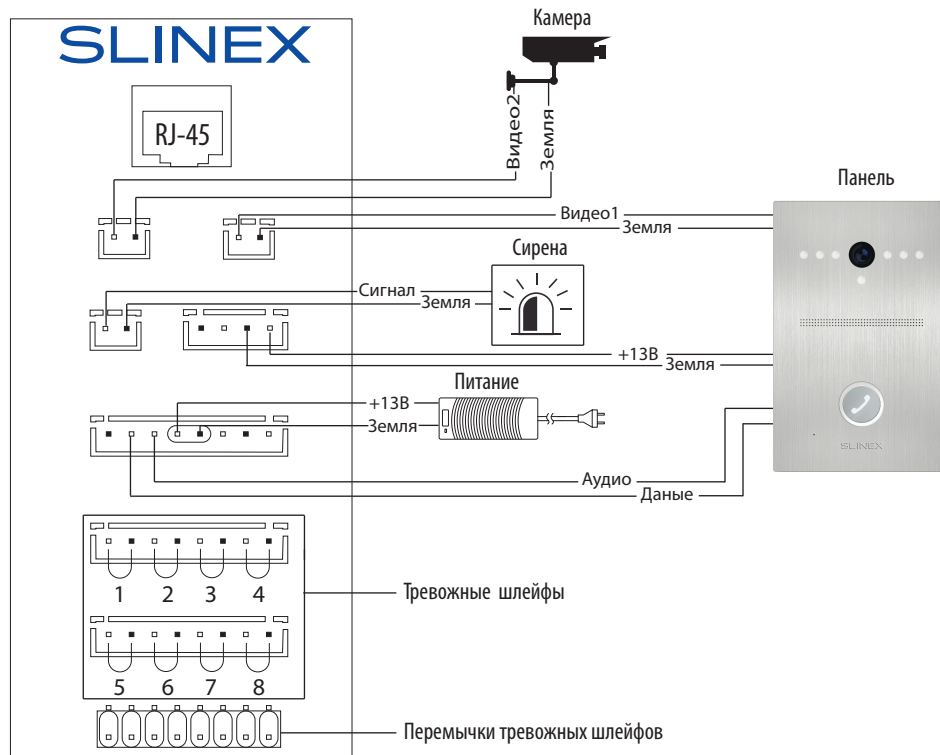 SLINEX
Камера
RJ-45
Видео2
Земля
Панель
Видео1
Земля
Сирена
Сигнал
Земля
+13В
Земля
Питание
+13В
Земля
SLINEX
Аудио
Даные
1 2 3 4
Тревожные шлейфы
5 6 7 8
Перемычки тревожных шлейфов